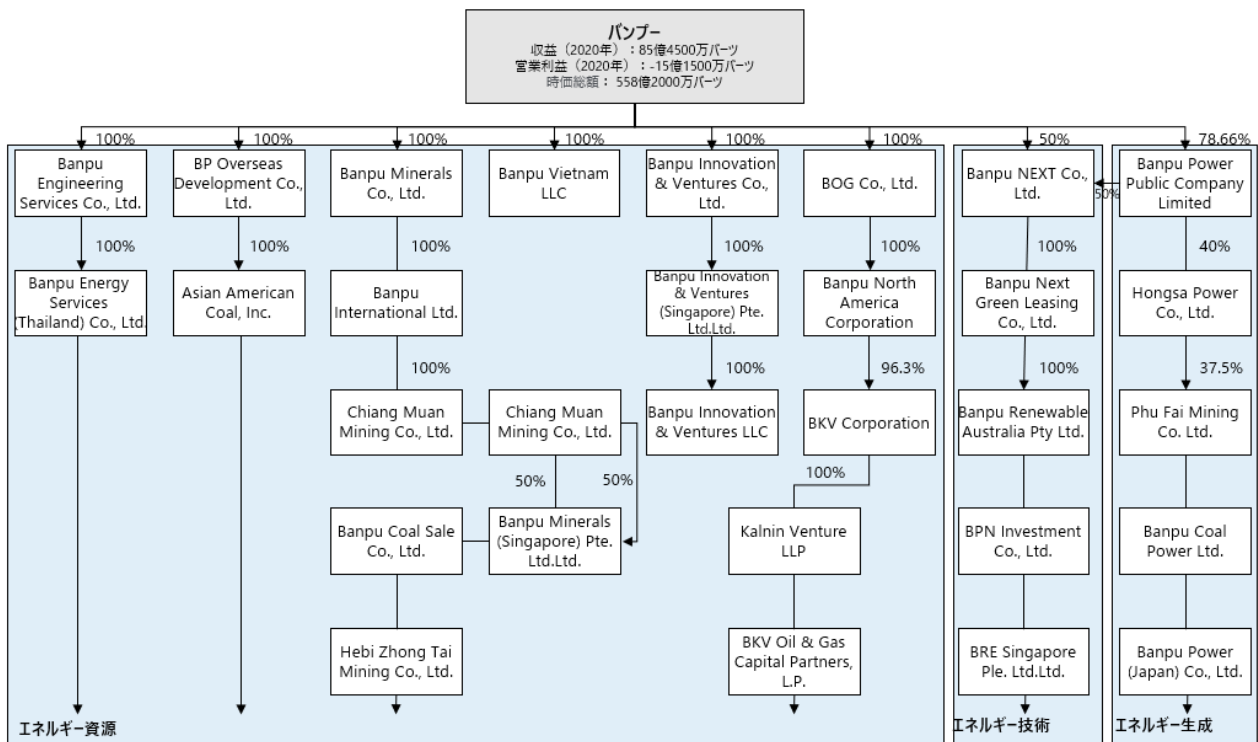 バンプー
収益（2020年）：85億4500万バーツ
営業利益（2020年）：-15億1500万バーツ
時価総額： 558億2000万バーツ
100%
100%
100%
100%
100%
100%
50%
78.66%
Banpu
Engineering
Services Co., Ltd.
BP Overseas
Development Co.,
Ltd.
Banpu Minerals
Co., Ltd.
Banpu Vietnam
LLC
Banpu Innovation
& Ventures Co.,
Ltd.
BOG Co., Ltd.
Banpu NEXT Co.,
Ltd.
50%
Banpu Power
Public Company
Limited
100%
100%
100%
100%
100%
100%
40%
Banpu Energy
Services
(Thailand) Co., Ltd.
Asian American
Coal, Inc.
Banpu
International Ltd.
Banpu Innovation
& Ventures
(Singapore) Pte.
Ltd.Ltd.
Banpu North
America
Corporation
Banpu Next
Green Leasing
Co., Ltd.
Hongsa Power
Co., Ltd.
100%
100%
96.3%
100%
37.5%
Chiang Muan
Mining Co., Ltd.
Chiang Muan
Mining Co., Ltd.
Banpu Innovation
& Ventures LLC
BKV Corporation
Banpu Renewable
Australia Pty Ltd.
Phu Fai Mining
Co. Ltd.
50%
50%
100%
Banpu Coal Sale
Co., Ltd.
Banpu Minerals
(Singapore) Pte.
Ltd.Ltd.
Kalnin Venture
LLP
BPN Investment
Co., Ltd.
Banpu Coal
Power Ltd.
Hebi Zhong Tai
Mining Co., Ltd.
BKV Oil & Gas
Capital Partners,
L.P.
BRE Singapore
Ple. Ltd.Ltd.
Banpu Power
(Japan) Co., Ltd.
エネルギー資源
エネルギー技術
エネルギー生成